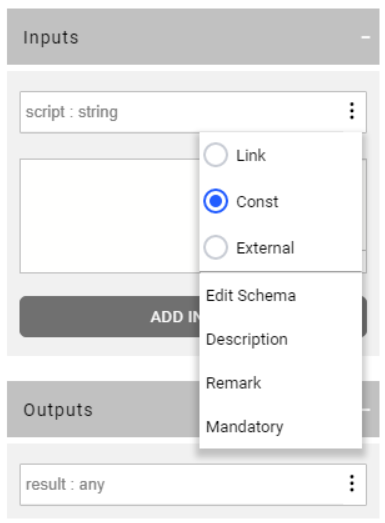 Inputs
script : string
Link
Const
External
ADD IN
Edit Schema
Description
Remark
Mandatory
Outputs
result : any